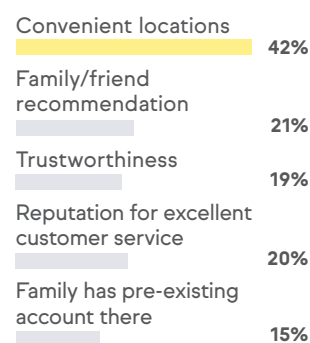 Convenient locations
42%
Family/friend
recommendation
21%
Trustworthiness
19%
Reputation for excellent
customer service
20%
Family has pre-existing
account there
15%